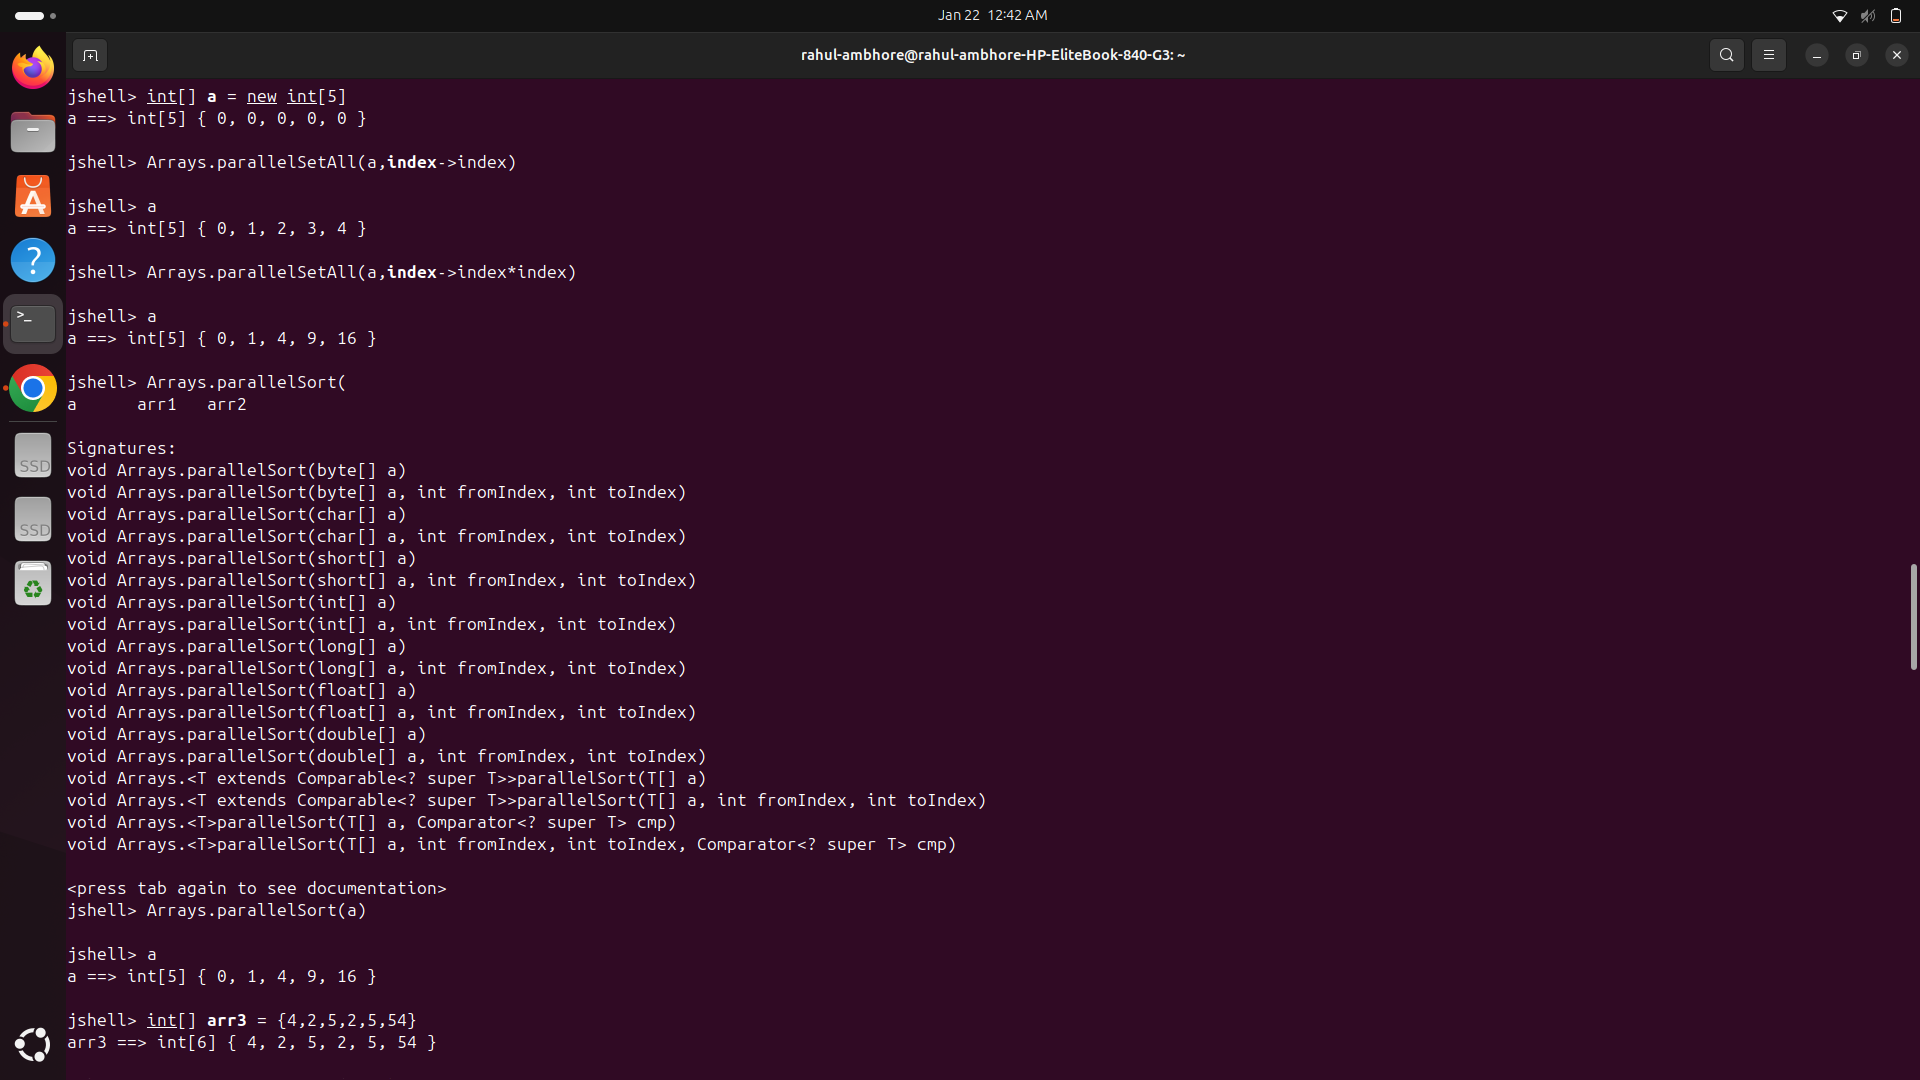 Jan 22 12:42 AM
rahul-ambhore@rahul-ambhore-HP-EliteBook-840-G3: ~
jshell> int[] a = new int[5]
a ==> int[5] { 0, 0, 0, 0, 0 }
jshell> Arrays.parallelSetAll(a,index->index)
jshell> a
a ==> int[5] { 0, 1, 2, 3, 4 }
jshell> Arrays.parallelSetAll(a,index->index*index)
jshell> a
a ==> int[5] { 0, 1, 4, 9, 16 }
jshell> Arrays.parallelSort(
a      arr1   arr2
Signatures:
void Arrays.parallelSort(byte[] a)
void Arrays.parallelSort(byte[] a, int fromIndex, int toIndex)
void Arrays.parallelSort(char[] a)
void Arrays.parallelSort(char[] a, int fromIndex, int toIndex)
void Arrays.parallelSort(short[] a)
void Arrays.parallelSort(short[] a, int fromIndex, int toIndex)
void Arrays.parallelSort(int[] a)
void Arrays.parallelSort(int[] a, int fromIndex, int toIndex)
void Arrays.parallelSort(long[] a)
void Arrays.parallelSort(long[] a, int fromIndex, int toIndex)
void Arrays.parallelSort(float[] a)
void Arrays.parallelSort(float[] a, int fromIndex, int toIndex)
void Arrays.parallelSort(double[] a)
void Arrays.parallelSort(double[] a, int fromIndex, int toIndex)
void Arrays.<T extends Comparable<? super T>>parallelSort(T[] a)
void Arrays.<T extends Comparable<? super T>>parallelSort(T[] a, int fromIndex, int toIndex)
void Arrays.<T>parallelSort(T[] a, Comparator<? super T> cmp)
void Arrays.<T>parallelSort(T[] a, int fromIndex, int toIndex, Comparator<? super T> cmp)
<press tab again to see documentation>
jshell> Arrays.parallelSort(a)
jshell> a
a ==> int[5] { 0, 1, 4, 9, 16 }
jshell> int[] arr3 = {4,2,5,2,5,54}
arr3 ==> int[6] { 4, 2, 5, 2, 5, 54 }
SSD
SSD